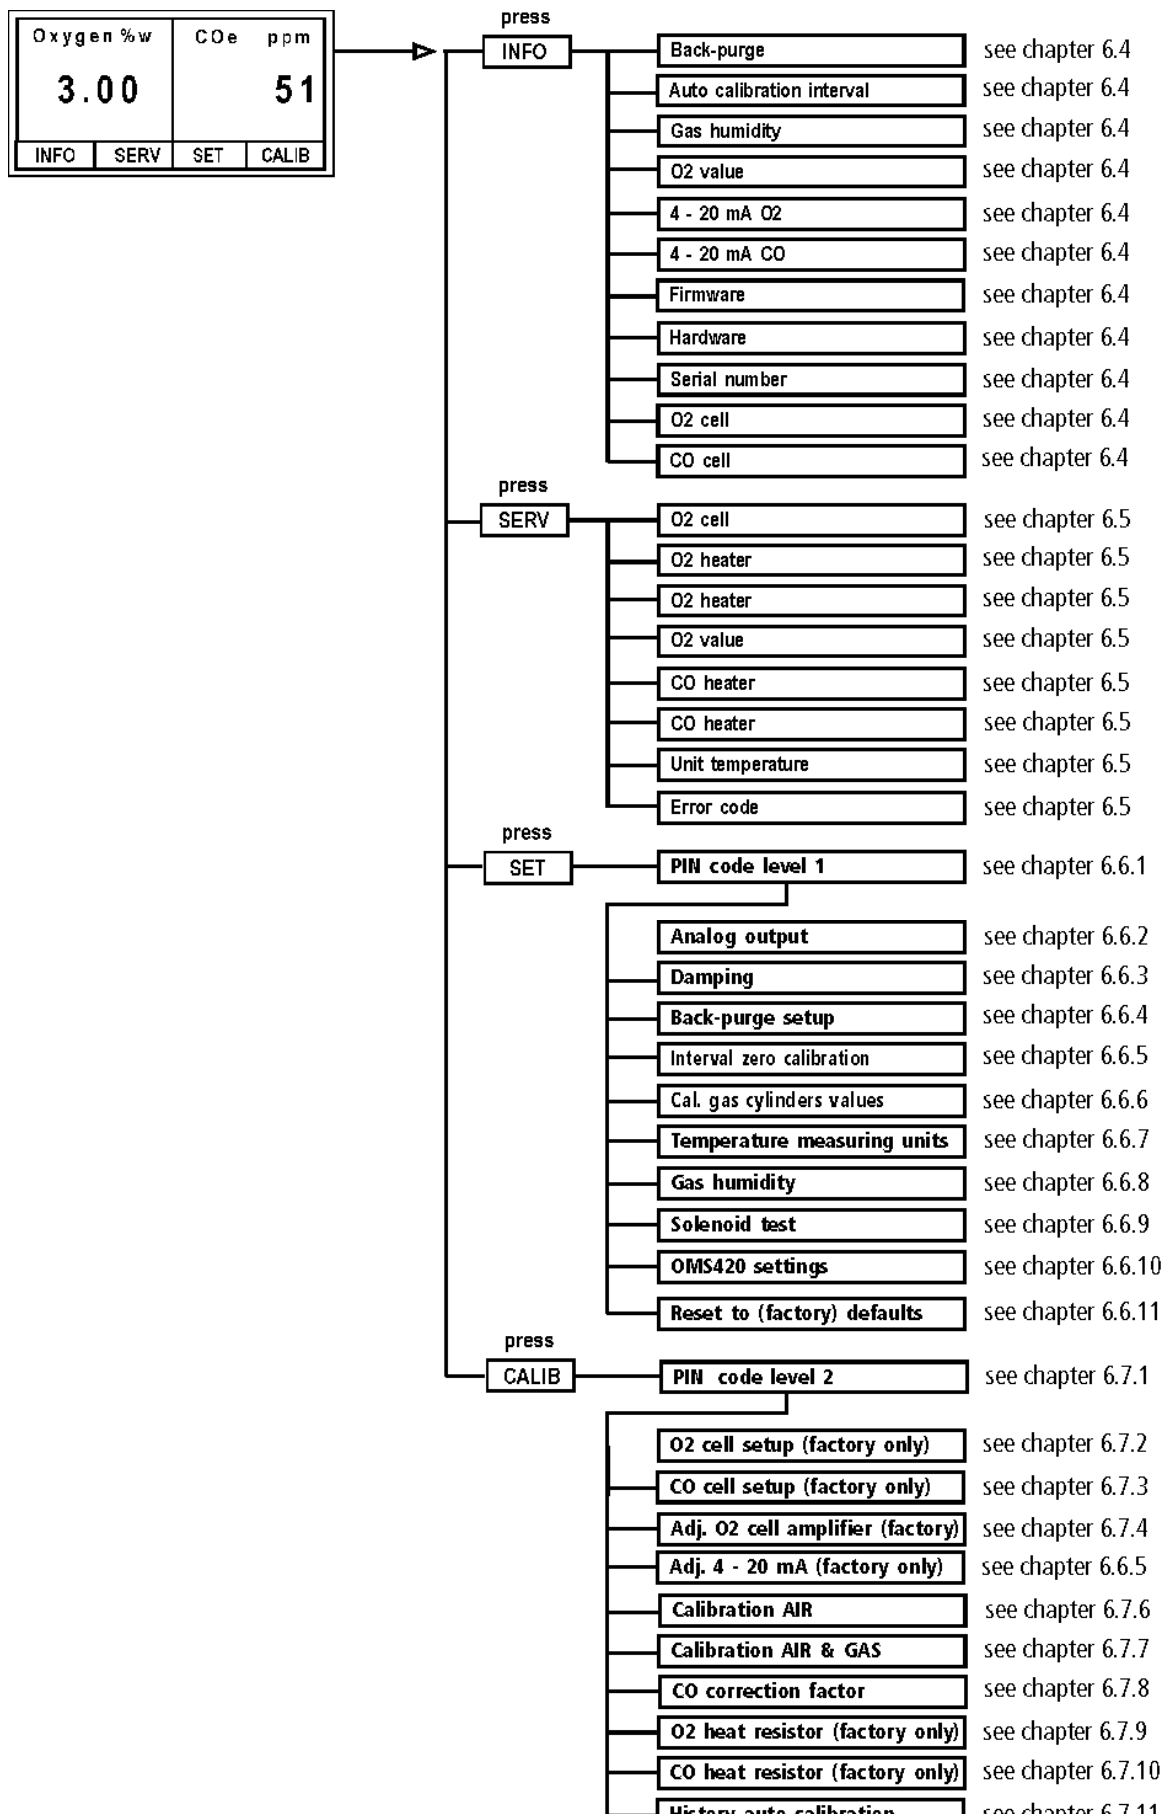 Oxygen %w COe ppm
3.00 51
INFO SERV SET CALIB
press
INFO
Back-purge see chapter 6.4
Auto calibration interval see chapter 6.4
Gas humidity see chapter 6.4
O2 value see chapter 6.4
4 - 20 mA O2 see chapter 6.4
4 - 20 mA CO see chapter 6.4
Firmware see chapter 6.4
Hardware see chapter 6.4
Serial number see chapter 6.4
O2 cell see chapter 6.4
CO cell see chapter 6.4
press
SERV
O2 cell see chapter 6.5
O2 heater see chapter 6.5
O2 heater see chapter 6.5
O2 value see chapter 6.5
CO heater see chapter 6.5
CO heater see chapter 6.5
Unit temperature see chapter 6.5
Error code see chapter 6.5
press
SET
PIN code level 1 see chapter 6.6.1
Analog output see chapter 6.6.2
Damping see chapter 6.6.3
Back-purge setup see chapter 6.6.4
Interval zero calibration see chapter 6.6.5
Cal. gas cylinders values see chapter 6.6.6
Temperature measuring units see chapter 6.6.7
Gas humidity see chapter 6.6.8
Solenoid test see chapter 6.6.9
OMS420 settings see chapter 6.6.10
Reset to (factory) defaults see chapter 6.6.11
press
CALIB
PIN code level 2 see chapter 6.7.1
O2 cell setup (factory only) see chapter 6.7.2
CO cell setup (factory only) see chapter 6.7.3
Adj. O2 cell amplifier (factory) see chapter 6.7.4
Adj. 4 - 20 mA (factory only) see chapter 6.6.5
Calibration AIR see chapter 6.7.6
Calibration AIR & GAS see chapter 6.7.7
CO correction factor see chapter 6.7.8
O2 heat resistor (factory only) see chapter 6.7.9
CO heat resistor (factory only) see chapter 6.7.10
History auto calibration see chapter 6.7.11